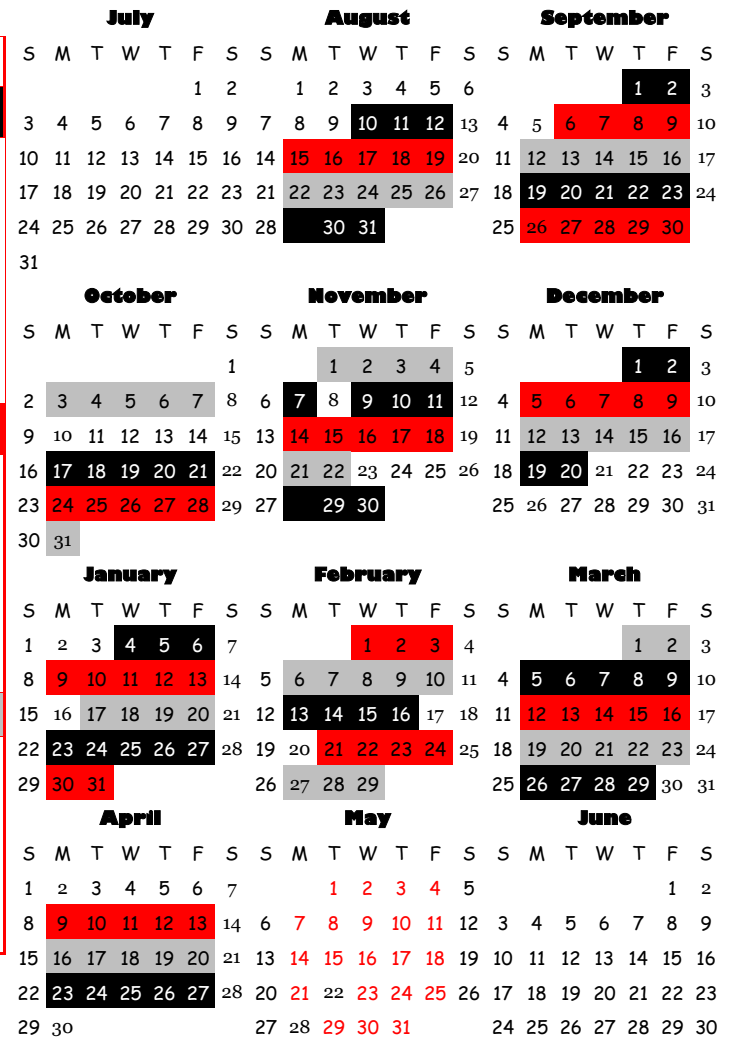 July August September
S M T W T F S S M T W T F S S M T W T F S
1 2 1 2 3 4 5 6 1 2 3
3 4 5 6 7 8 9 7 8 9 10 11 12 13 4 5 6 7 8 9 10
10 11 12 13 14 15 16 14 15 16 17 18 19 20 11 12 13 14 15 16 17
17 18 19 20 21 22 23 21 22 23 24 25 26 27 18 19 20 21 22 23 24
24 25 26 27 28 29 30 28 30 31 25 26 27 28 29 30
31
October November December
S M T W T F S S M T W T F S S M T W T F S
1 1 2 3 4 5 1 2 3
2 3 4 5 6 7 8 6 7 8 9 10 11 12 4 5 6 7 8 9 10
9 10 11 12 13 14 15 13 14 15 16 17 18 19 11 12 13 14 15 16 17
16 17 18 19 20 21 22 20 21 22 23 24 25 26 18 19 20 21 22 23 24
23 24 25 26 27 28 29 27 29 30 25 26 27 28 29 30 31
30 31
January February March
S M T W T F S S M T W T F S S M T W T F S
1 2 3 4 5 6 7 1 2 3 4 1 2 3
8 9 10 11 12 13 14 5 6 7 8 9 10 11 4 5 6 7 8 9 10
15 16 17 18 19 20 21 12 13 14 15 16 17 18 11 12 13 14 15 16 17
22 23 24 25 26 27 28 19 20 21 22 23 24 25 18 19 20 21 22 23 24
29 30 31 26 27 28 29 25 26 27 28 29 30 31
April May June
S M T W T F S S M T W T F S S M T W T F S
1 2 3 4 5 6 7 1 2 3 4 5 1 2
8 9 10 11 12 13 14 6 7 8 9 10 11 12 3 4 5 6 7 8 9
15 16 17 18 19 20 21 13 14 15 16 17 18 19 10 11 12 13 14 15 16
22 23 24 25 26 27 28 20 21 22 23 24 25 26 17 18 19 20 21 22 23
29 30 27 28 29 30 31 24 25 26 27 28 29 30